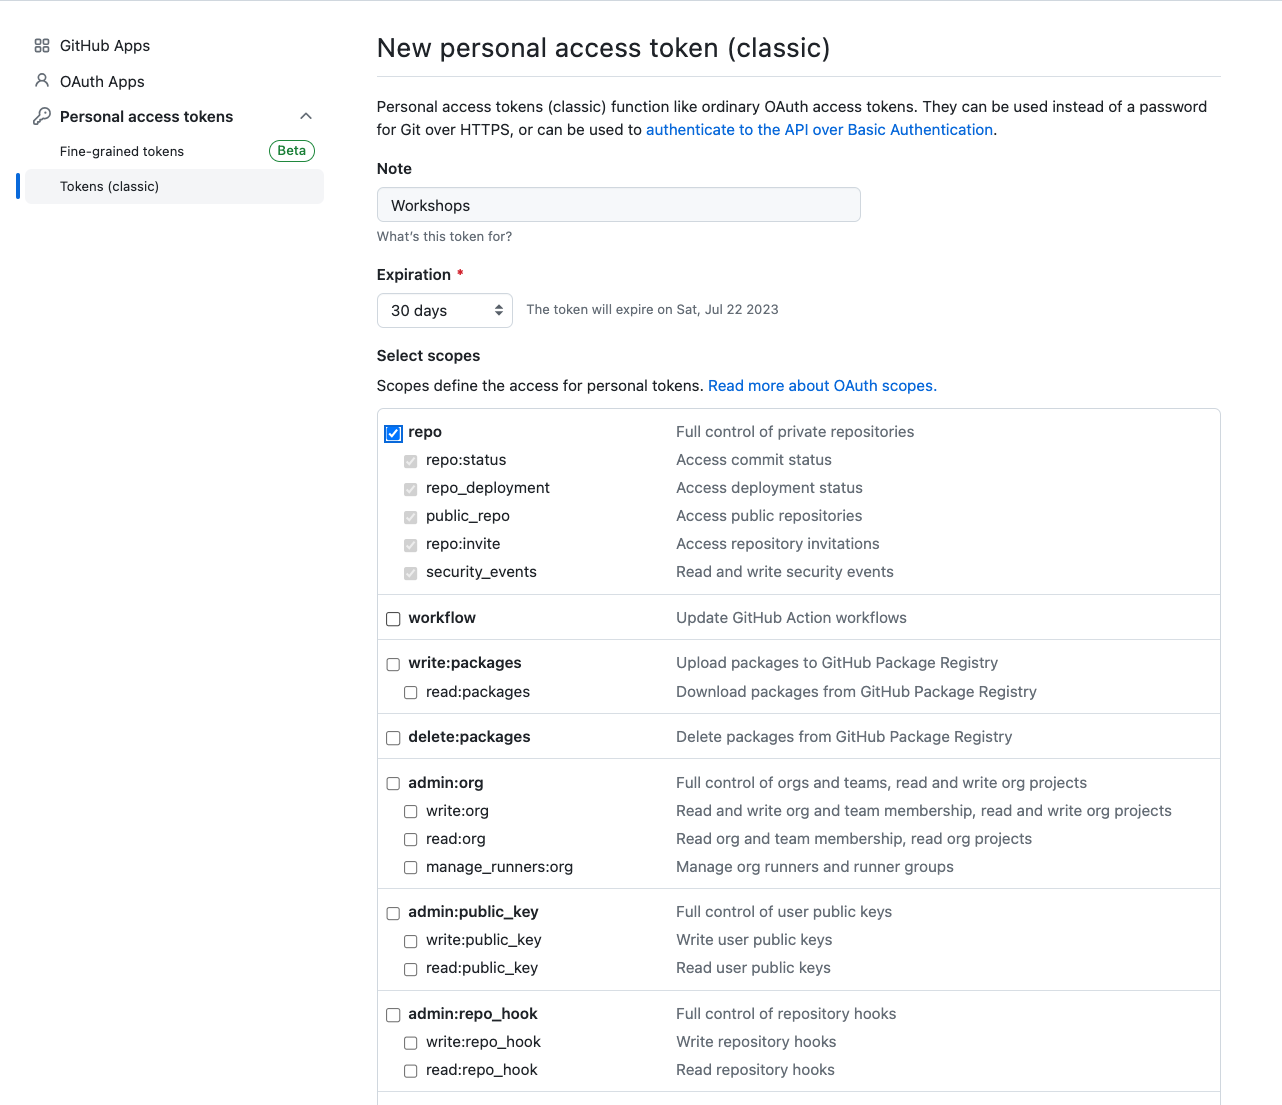 GitHub Apps
OAuth Apps
Personal access tokens
Fine-grained tokens Beta
Tokens (classic)
New personal access token (classic)
Personal access tokens (classic) function like ordinary OAuth access tokens. They can be used instead of a password
for Git over HTTPS, or can be used to authenticate to the API over Basic Authentication.
Note
Workshops
What's this token for?
Expiration *
30 days The token will expire on Sat, Jul 22 2023
Select scopes
Scopes define the access for personal tokens. Read more about OAuth scopes.
repo Full control of private repositories
repo:status Access commit status
repo_deployment Access deployment status
public_repo Access public repositories
repo:invite Access repository invitations
security_events Read and write security events
workflow Update GitHub Action workflows
write:packages Upload packages to GitHub Package Registry
read:packages Download packages from GitHub Package Registry
delete:packages Delete packages from GitHub Package Registry
admin:org Full control of orgs and teams, read and write org projects
write:org Read and write org and team membership, read and write org projects
read:org Read org and team membership, read org projects
manage_runners:org Manage org runners and runner groups
admin:public_key Full control of user public keys
write:public_key Write user public keys
read:public_key Read user public keys
admin:repo_hook Full control of repository hooks
write:repo_hook Write repository hooks
read:repo_hook Read repository hooks